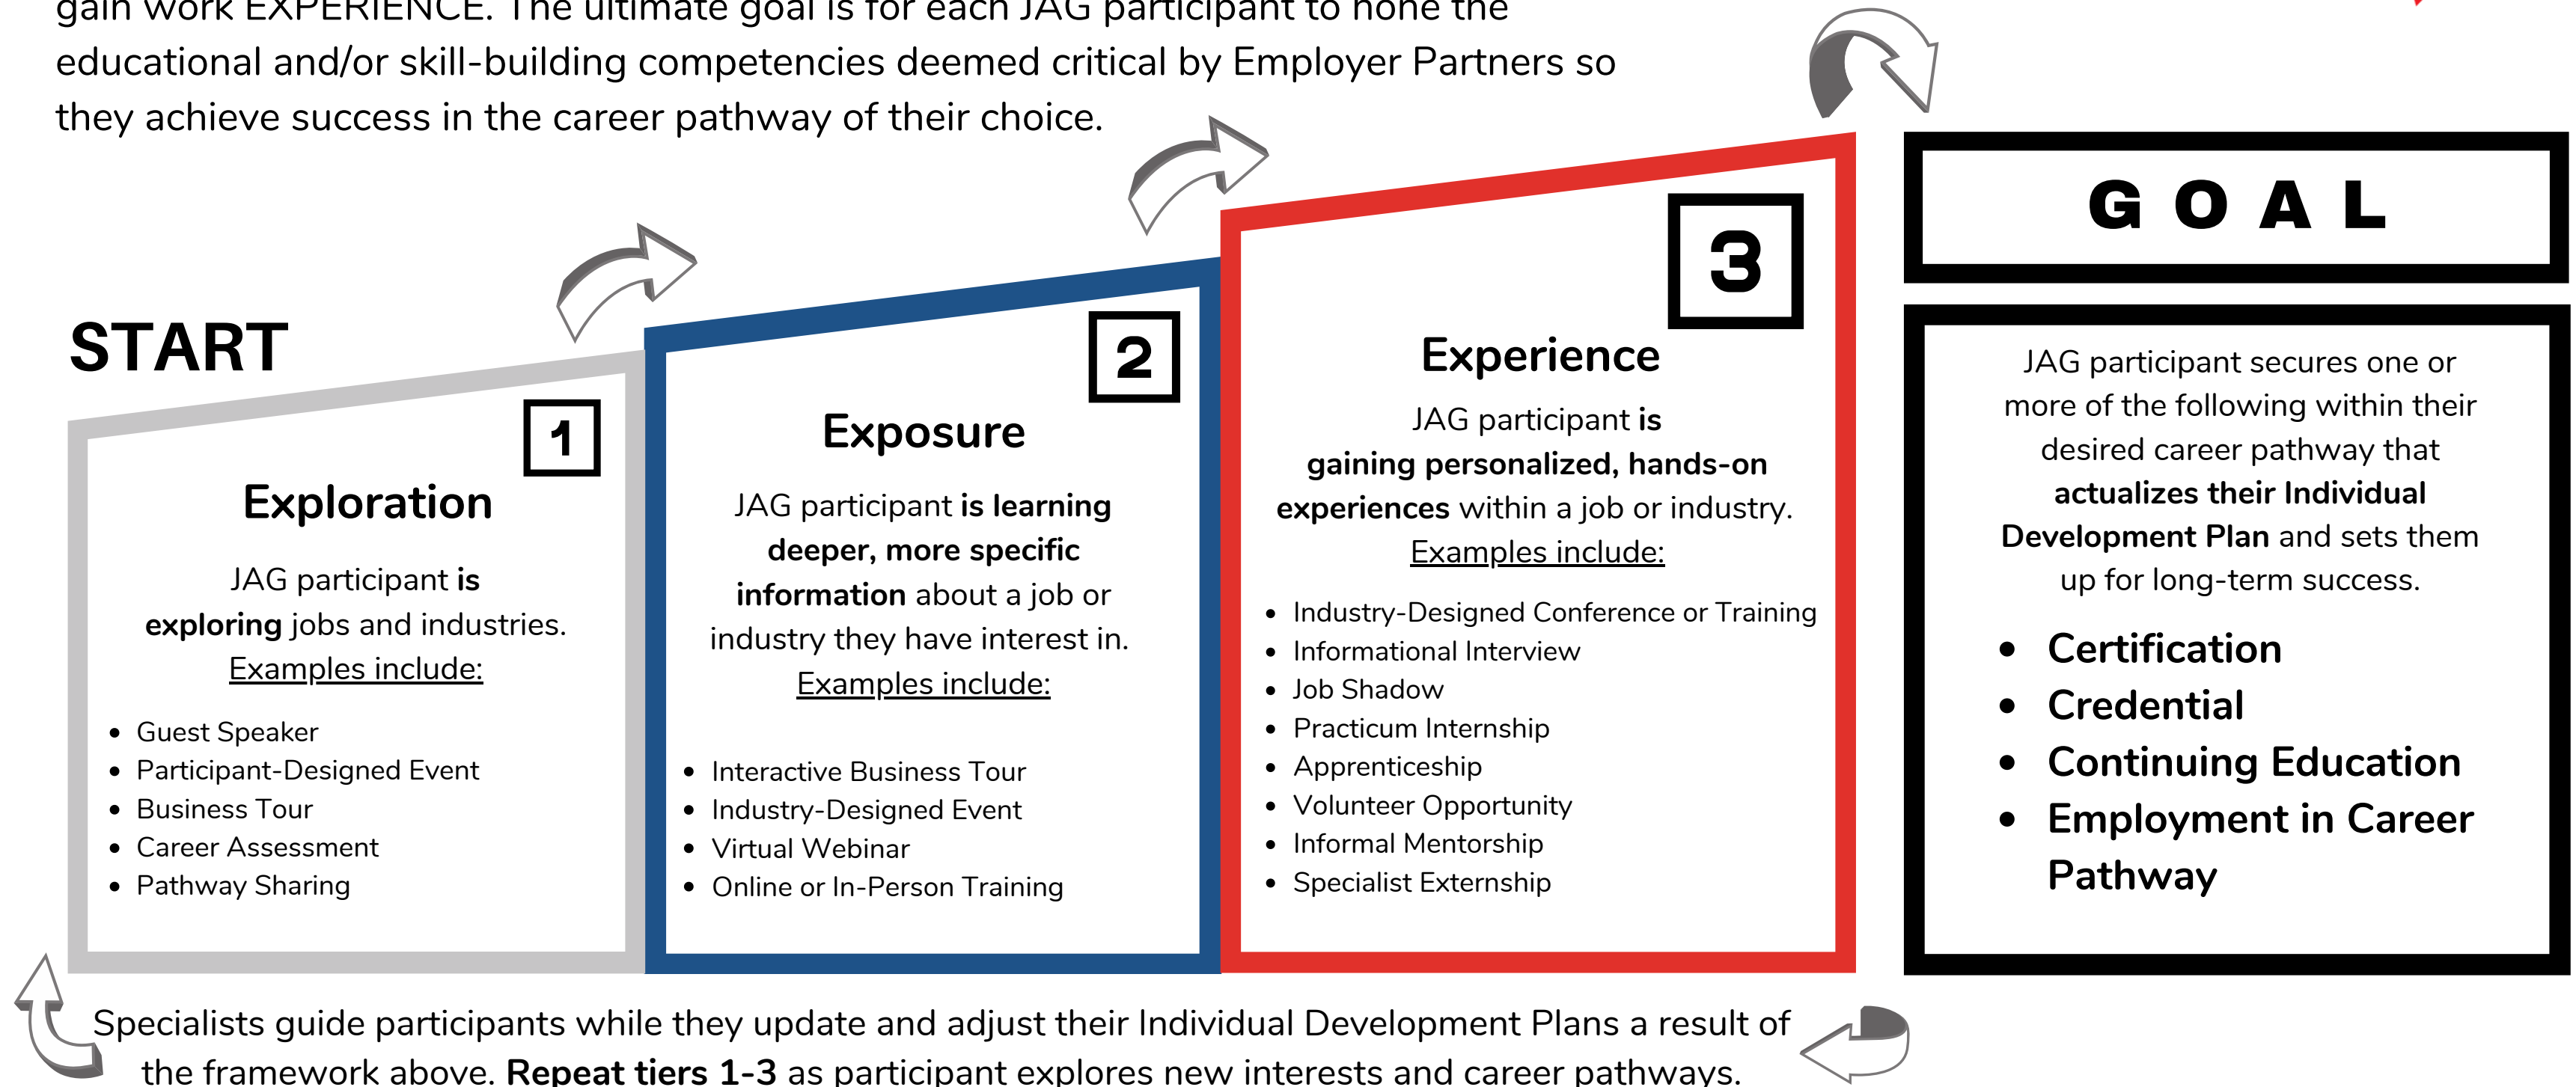 gain work EXPERIENCE. The ultimate goal is for each JAG participant to hone the
educational and/or skill-building competencies deemed critical by Employer Partners so
they achieve success in the career pathway of their choice.
START
1
Exploration
JAG participant is
exploring jobs and industries.
Examples include:
• Guest Speaker
• Participant-Designed Event
• Business Tour
• Career Assessment
• Pathway Sharing
2
Exposure
JAG participant is learning
deeper, more specific
information about a job or
industry they have interest in.
Examples include:
• Interactive Business Tour
• Industry-Designed Event
• Virtual Webinar
• Online or In-Person Training
3
Experience
JAG participant is
gaining personalized, hands-on
experiences within a job or industry.
Examples include:
• Industry-Designed Conference or Training
• Informational Interview
• Job Shadow
• Practicum Internship
• Apprenticeship
• Volunteer Opportunity
• Informal Mentorship
• Specialist Externship
GOAL
JAG participant secures one or
more of the following within their
desired career pathway that
actualizes their Individual
Development Plan and sets them
up for long-term success.
• Certification
• Credential
• Continuing Education
• Employment in Career
Pathway
Specialists guide participants while they update and adjust their Individual Development Plans a result of
the framework above. Repeat tiers 1-3 as participant explores new interests and career pathways.